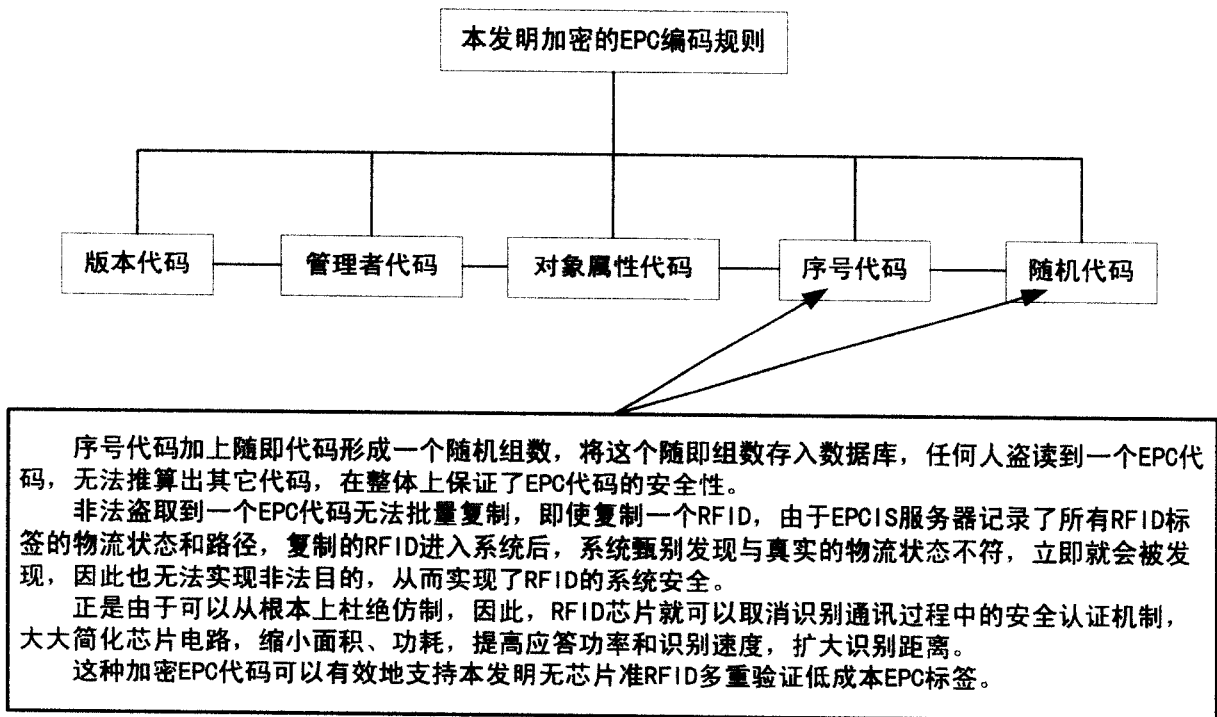 本发明加密的EPC编码规则
版本代码
管理者代码
对象属性代码
序号代码
随机代码
序号代码加上随即代码形成一个随机组数，将这个随即组数存入数据库，任何人盗读到一个EPC代
码，无法推算出其它代码，在整体上保证了EPC代码的安全性。
非法盗取到一个EPC代码无法批量复制，即使复制一个RFID，由于EPCIS服务器记录了所有RFID标
签的物流状态和路径，复制的RFID进入系统后，系统甄别发现与真实的物流状态不符，立即就会被发
现，因此也无法实现非法目的，从而实现了RFID的系统安全。
正是由于可以从根本上杜绝仿制，因此，RFID芯片就可以取消识别通讯过程中的安全认证机制，
大大简化芯片电路，缩小面积、功耗，提高应答功率和识别速度，扩大识别距离。
这种加密EPC代码可以有效地支持本发明无芯片准RFID多重验证低成本EPC标签。